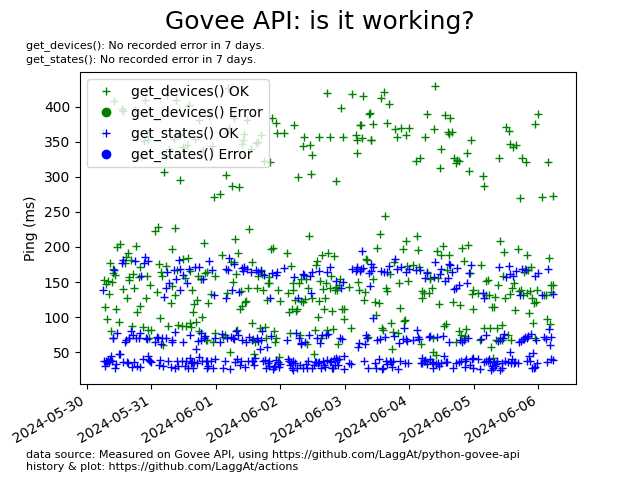 Govee API: is it working?
get_devices(): No recorded error in 7 days.
get_states(): No recorded error in 7 days.
get_devices() OK
get_devices() Error
get_states() OK
get_states() Error
Ping (ms)
400
350
300
250
200
150
100
50
2024-05-30
2024-05-31
2024-06-01
2024-06-02
2024-06-03
2024-06-04
2024-06-05
2024-06-06
data source: Measured on Govee API, using https://github.com/LaggAt/python-govee-api
history & plot: https://github.com/LaggAt/actions